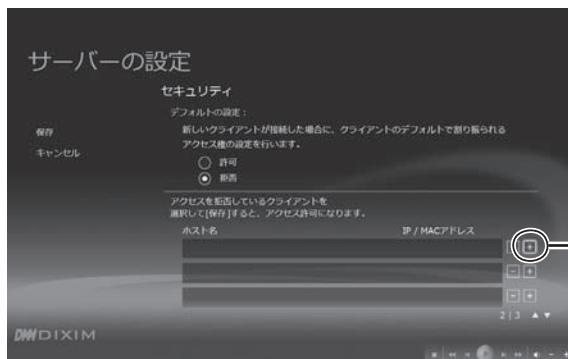 サーバーの設定
セキュリティ
デフォルトの設定：
保存
キャンセル
新しいクライアントが接続した場合に、クライアントのデフォルトで割り振られる
アクセス権の設定を行います。
許可
拒否
アクセスを拒否しているクライアントを
選択して[保存]すると、アクセス許可になります。
ホスト名 IP / MACアドレス
2 | 3
DIXIM